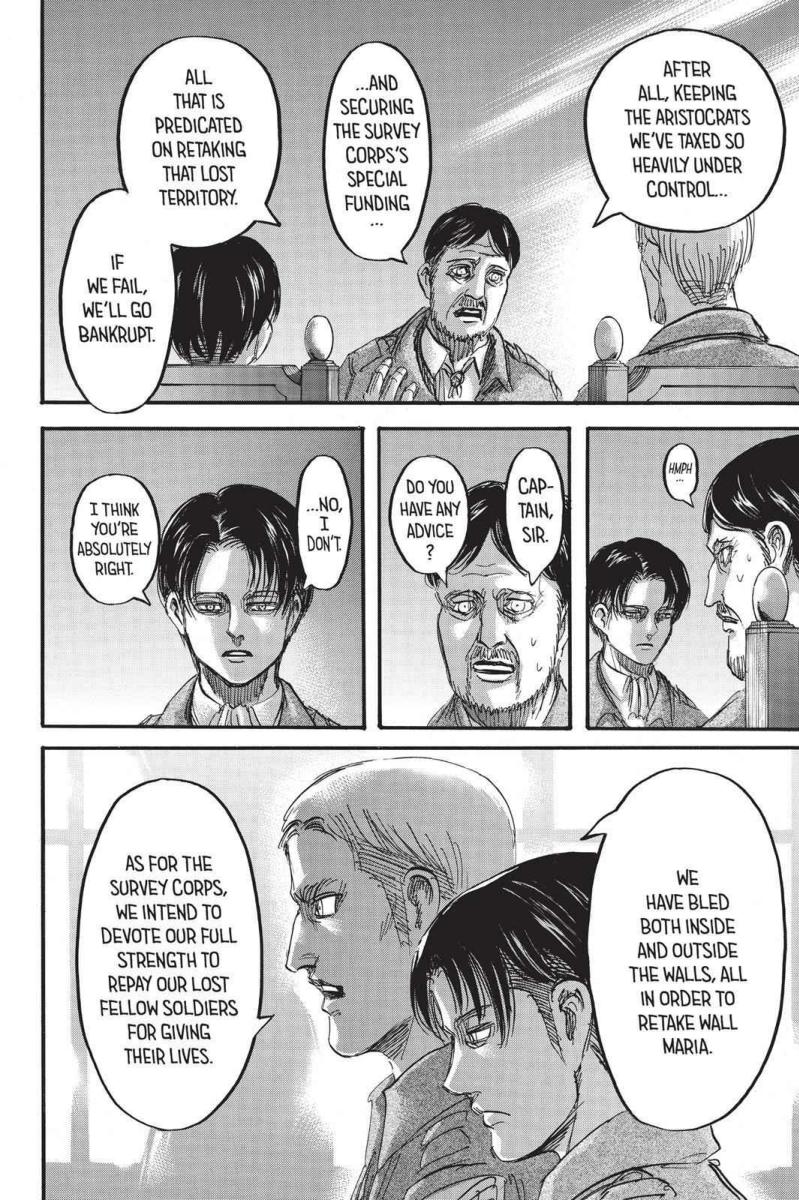 AFTER
ALL, KEEPING
THE ARISTOCRATS
WE'VE TAXED SO
HEAVILY UNDER
CONTROL...
...AND
SECURING
THE SURVEY
CORPS'S
SPECIAL
FUNDING
...
ALL
THAT IS
PREDICATED
ON RETAKING
THAT LOST
TERRITORY.
IF
WE FAIL,
WE'LL GO
BANKRUPT.
HMPH
...
CAP-
TAIN,
SIR.
DO YOU
HAVE ANY
ADVICE
?
...NO,
I
DON'T.
I THINK
YOU'RE
ABSOLUTELY
RIGHT.
WE
HAVE BLED
BOTH INSIDE
AND OUTSIDE
THE WALLS, ALL
IN ORDER TO
RETAKE WALL
MARIA.
AS FOR THE
SURVEY CORPS,
WE INTEND TO
DEVOTE OUR FULL
STRENGTH TO
REPAY OUR LOST
FELLOW SOLDIERS
FOR GIVING
THEIR LIVES.